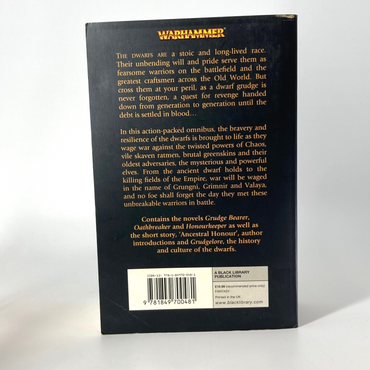 WARHAMMER
THE DWARFS ARE a stoic and long-lived race.
Their unbending will and pride serve them as
fearsome warriors on the battlefield and the
greatest craftsmen across the Old World. But
cross them at your peril, as a dwarf grudge is
never forgotten, a quest for revenge handed
down from generation to generation until the
debt is settled in blood...
In this action-packed omnibus, the bravery and
resilience of the dwarfs is brought to life as they
wage war against the twisted powers of Chaos,
vile skaven ratmen, brutal greenskins and their
oldest adversaries, the mysterious and powerful
elves. From the ancient dwarf holds to the
killing fields of the Empire, war will be waged
in the name of Grungni, Grimnir and Valaya,
and no foe shall forget the day they met these
unbreakable warriors in battle.
Contains the novels Grudge Bearer,
Oathbreaker and Honourkeeper as well as
the short story, 'Ancestral Honour', author
introductions and Grudgelore, the history
and culture of the dwarfs.
9 781849 700481
A BLACK LIBRARY
PUBLICATION
Printed in the UK
www.blacklibrary.com